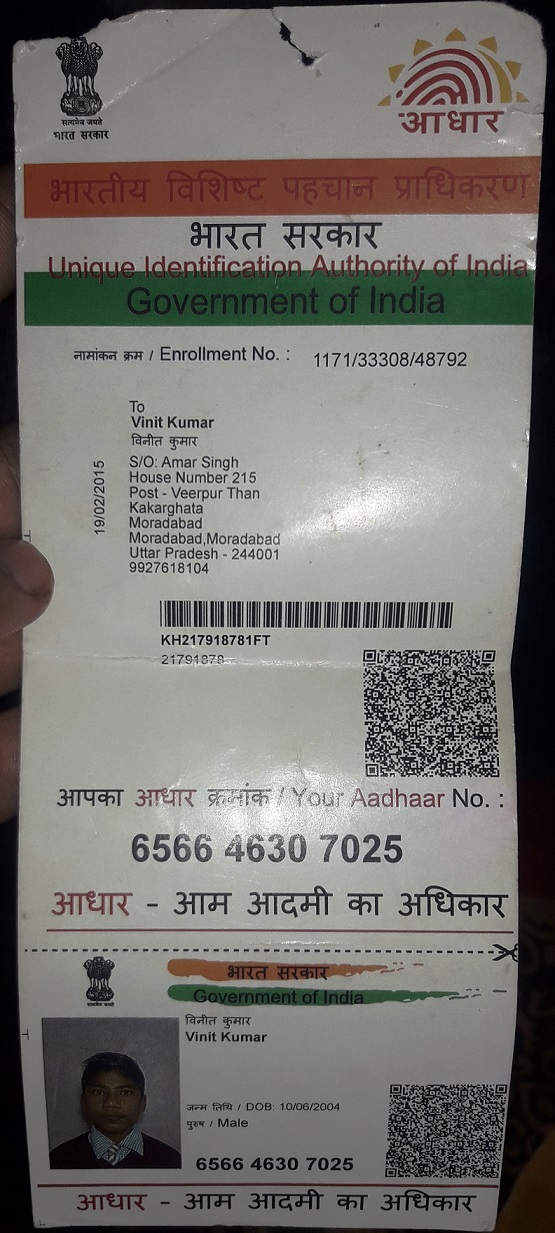 सत्यमेव जयते
भारत सरकार
आधार
भारतीय विशिष्ट पहचान प्राधिकरण
भारत सरकार
Unique Identification Authority of India
Government of India
नामांकन क्रम / Enrollment No. : 1171/33308/48792
To
Vinit Kumar
विनीत कुमार
S/O: Amar Singh
House Number 215
Post - Veerpur Than
Kakarghata
Moradabad
Moradabad,Moradabad
Uttar Pradesh - 244001
9927618104
19/02/2015
KH217918781FT
21791878
आपका आधार क्रमांक / Your Aadhaar No. :
6566 4630 7025
आधार - आम आदमी का अधिकार
भारत सरकार
Government of India
विनीत कुमार
Vinit Kumar
जन्म तिथि / DOB: 10/06/2004
पुरुष / Male
6566 4630 7025
आधार - आम आदमी का अधिकार